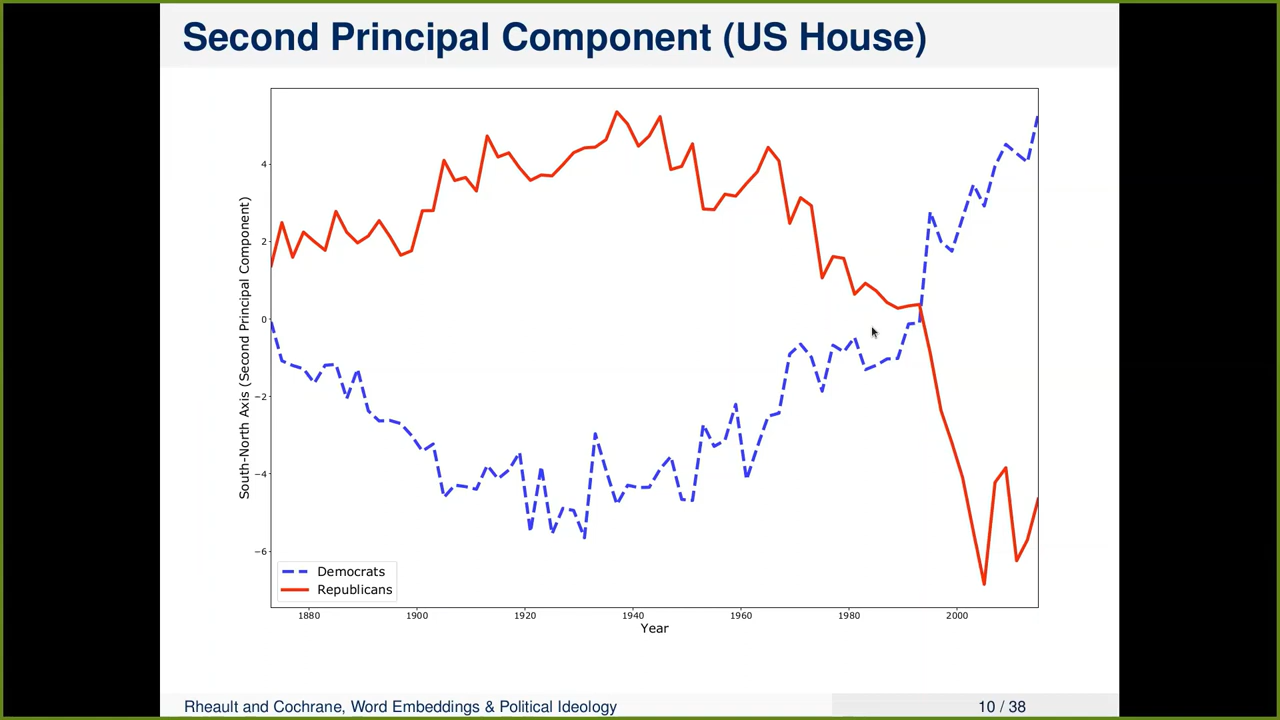 Second Principal Component (US House)
South-North Axis (Second Principal Component)
4
2
0
−2
−4
−6
Democrats
Republicans
1880
1900
1920
1940
1960
1980
2000
Year
Rheault and Cochrane, Word Embeddings & Political Ideology
10 / 38